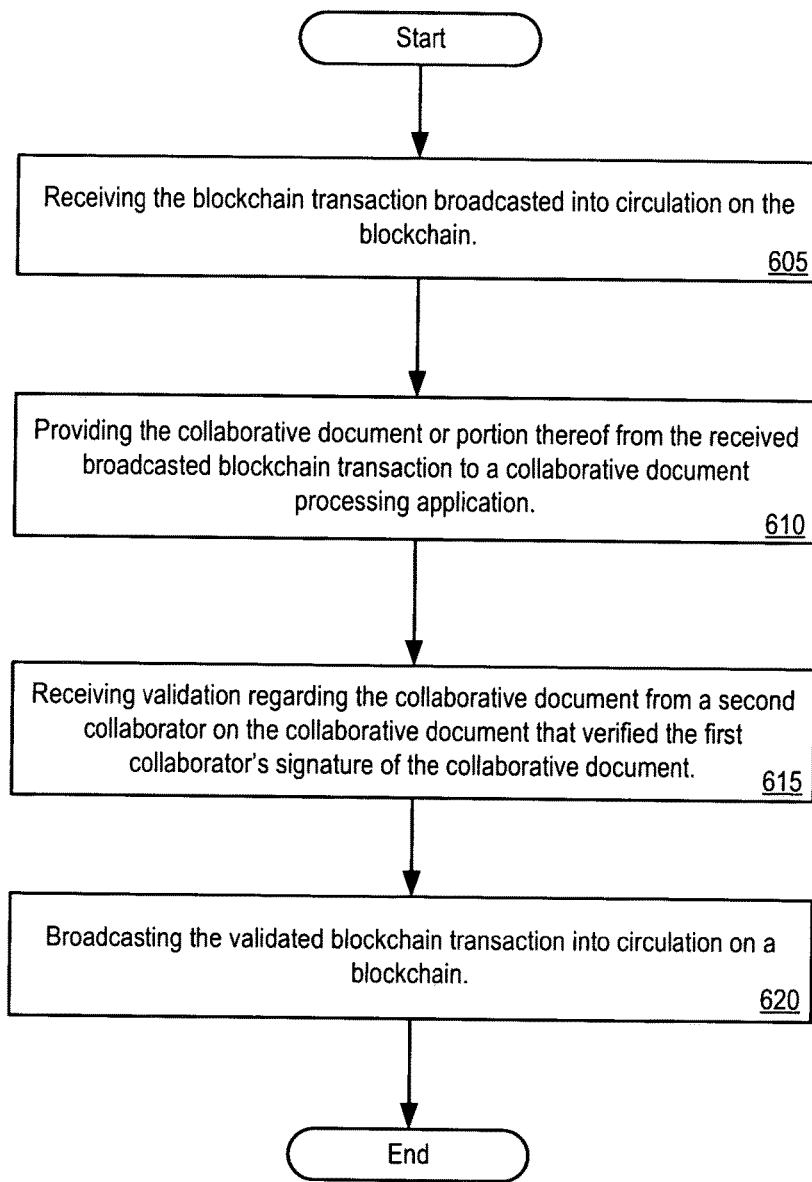 Start
Receiving the blockchain transaction broadcasted into circulation on the
blockchain.
605
Providing the collaborative document or portion thereof from the received
broadcasted blockchain transaction to a collaborative document
processing application.
610
Receiving validation regarding the collaborative document from a second
collaborator on the collaborative document that verified the first
collaborator's signature of the collaborative document.
615
Broadcasting the validated blockchain transaction into circulation on a
blockchain.
620
End